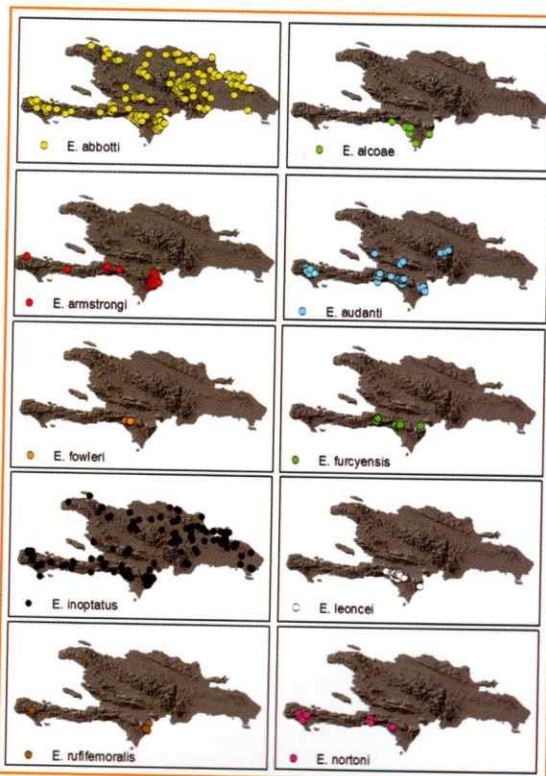 E. abbotti
E. alcoae
E. armstrongi
E. audanti
E. fowleri
E. furcyensis
E. inoptatus
E. leoncei
E. rufifemoralis
E. nortoni